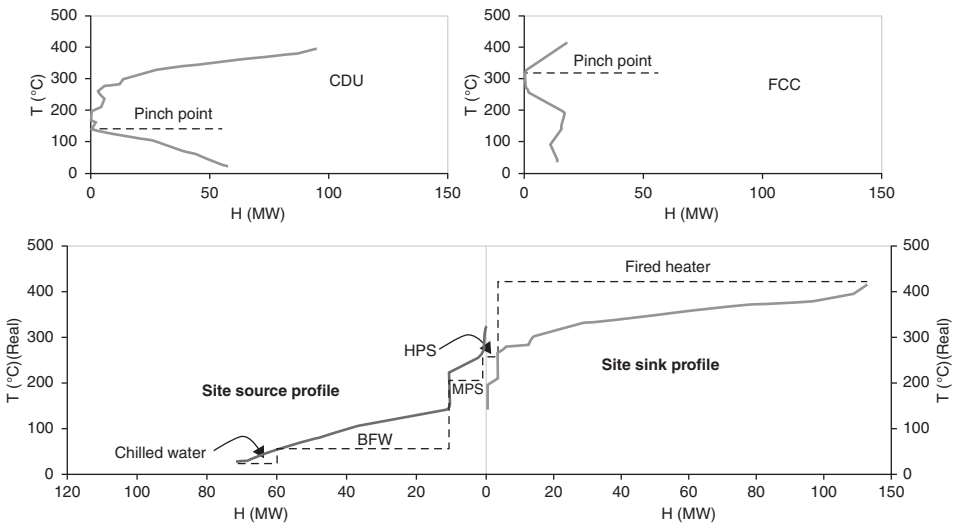 500
400
300
200
100
0
T (°C)
CDU
Pinch point
0 50 100 150
H (MW)
500
400
300
200
100
0
T (°C)
Pinch point
FCC
0 50 100 150
H (MW)
500
400
300
200
100
0
T (°C)(Real)
Fired heater
HPS
Site source profile
Site sink profile
MPS
BFW
Chilled water
500
400
300
200
100
0
T (°C)(Real)
120 100 80 60 40 20 0 20 40 60 80 100 120
H (MW) H (MW)